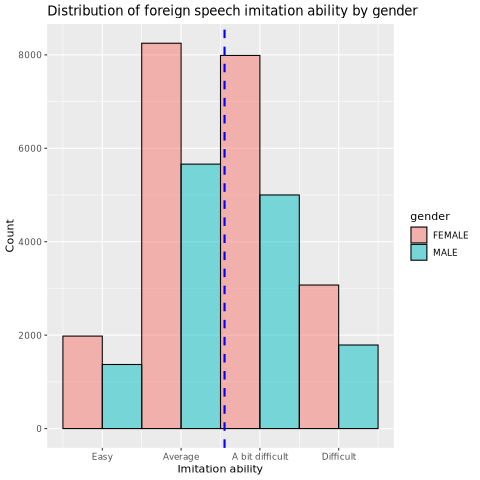 Distribution of foreign speech imitation ability by gender
8000
6000
4000
2000
0
Count
Easy Average A bit difficult Difficult
Imitation ability
gender
FEMALE
MALE